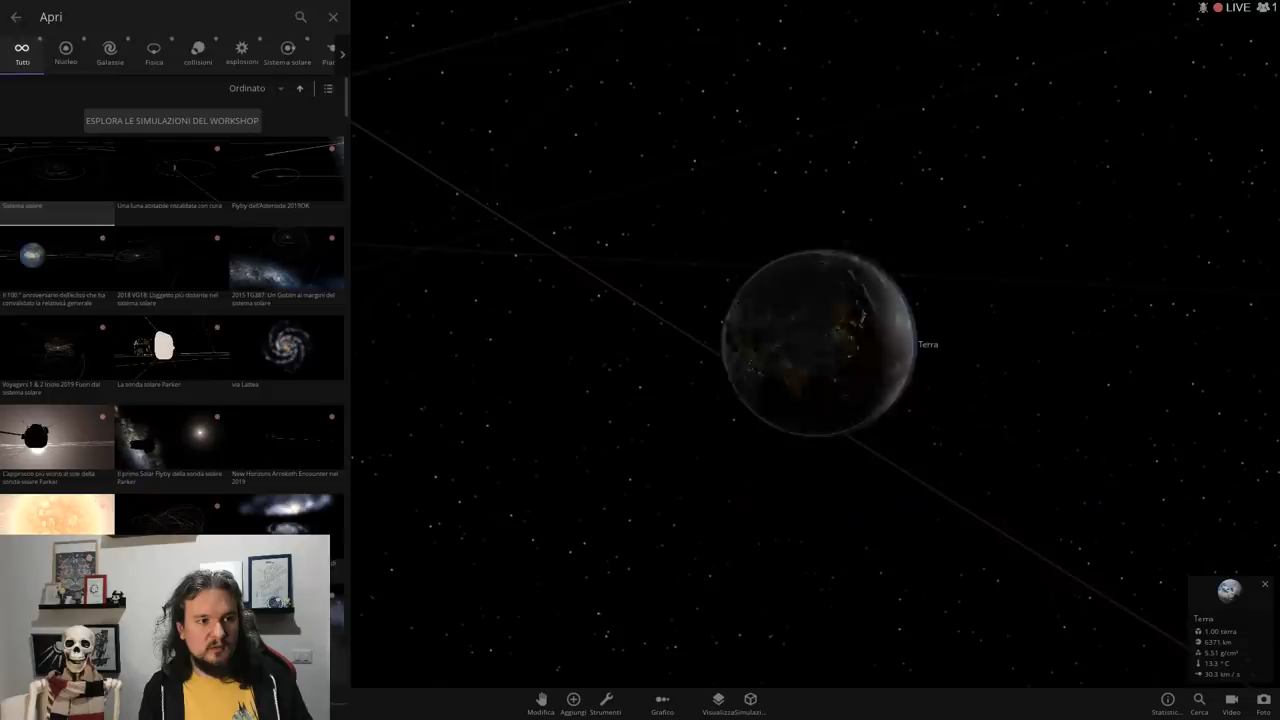 Apri
LIVE 1
Tutti Nucleo Galassie Fisica collisioni esplosioni Sistema solare
Ordinato
ESPLORA LE SIMULAZIONI DEL WORKSHOP
Sistema solare
Una luna abitabile riscaldata con cura
Flyby dell'Asteroide 2019OK
Il 100.° anniversario dell'eclissi che ha
convalidato la relatività generale
2018 VG18: L'oggetto più distante nel
sistema solare
2015 TG387: Un Goblin ai margini del
sistema solare
Voyagers 1 & 2 Inizio 2019 Fuori dal
sistema solare
La sonda solare Parker
via Lattea
L'approccio più vicino al sole della
sonda solare Parker
Il primo Solar Flyby della sonda solare
Parker
New Horizons Arrokoth Encounter nel
2019
Terra
Terra
1.00 terra
6371 km
5.51 g/cm³
13.3 ° C
30.3 km / s
Modifica Aggiungi Strumenti Grafico Visualizza Simulazi... Statistic... Cerca Video Foto